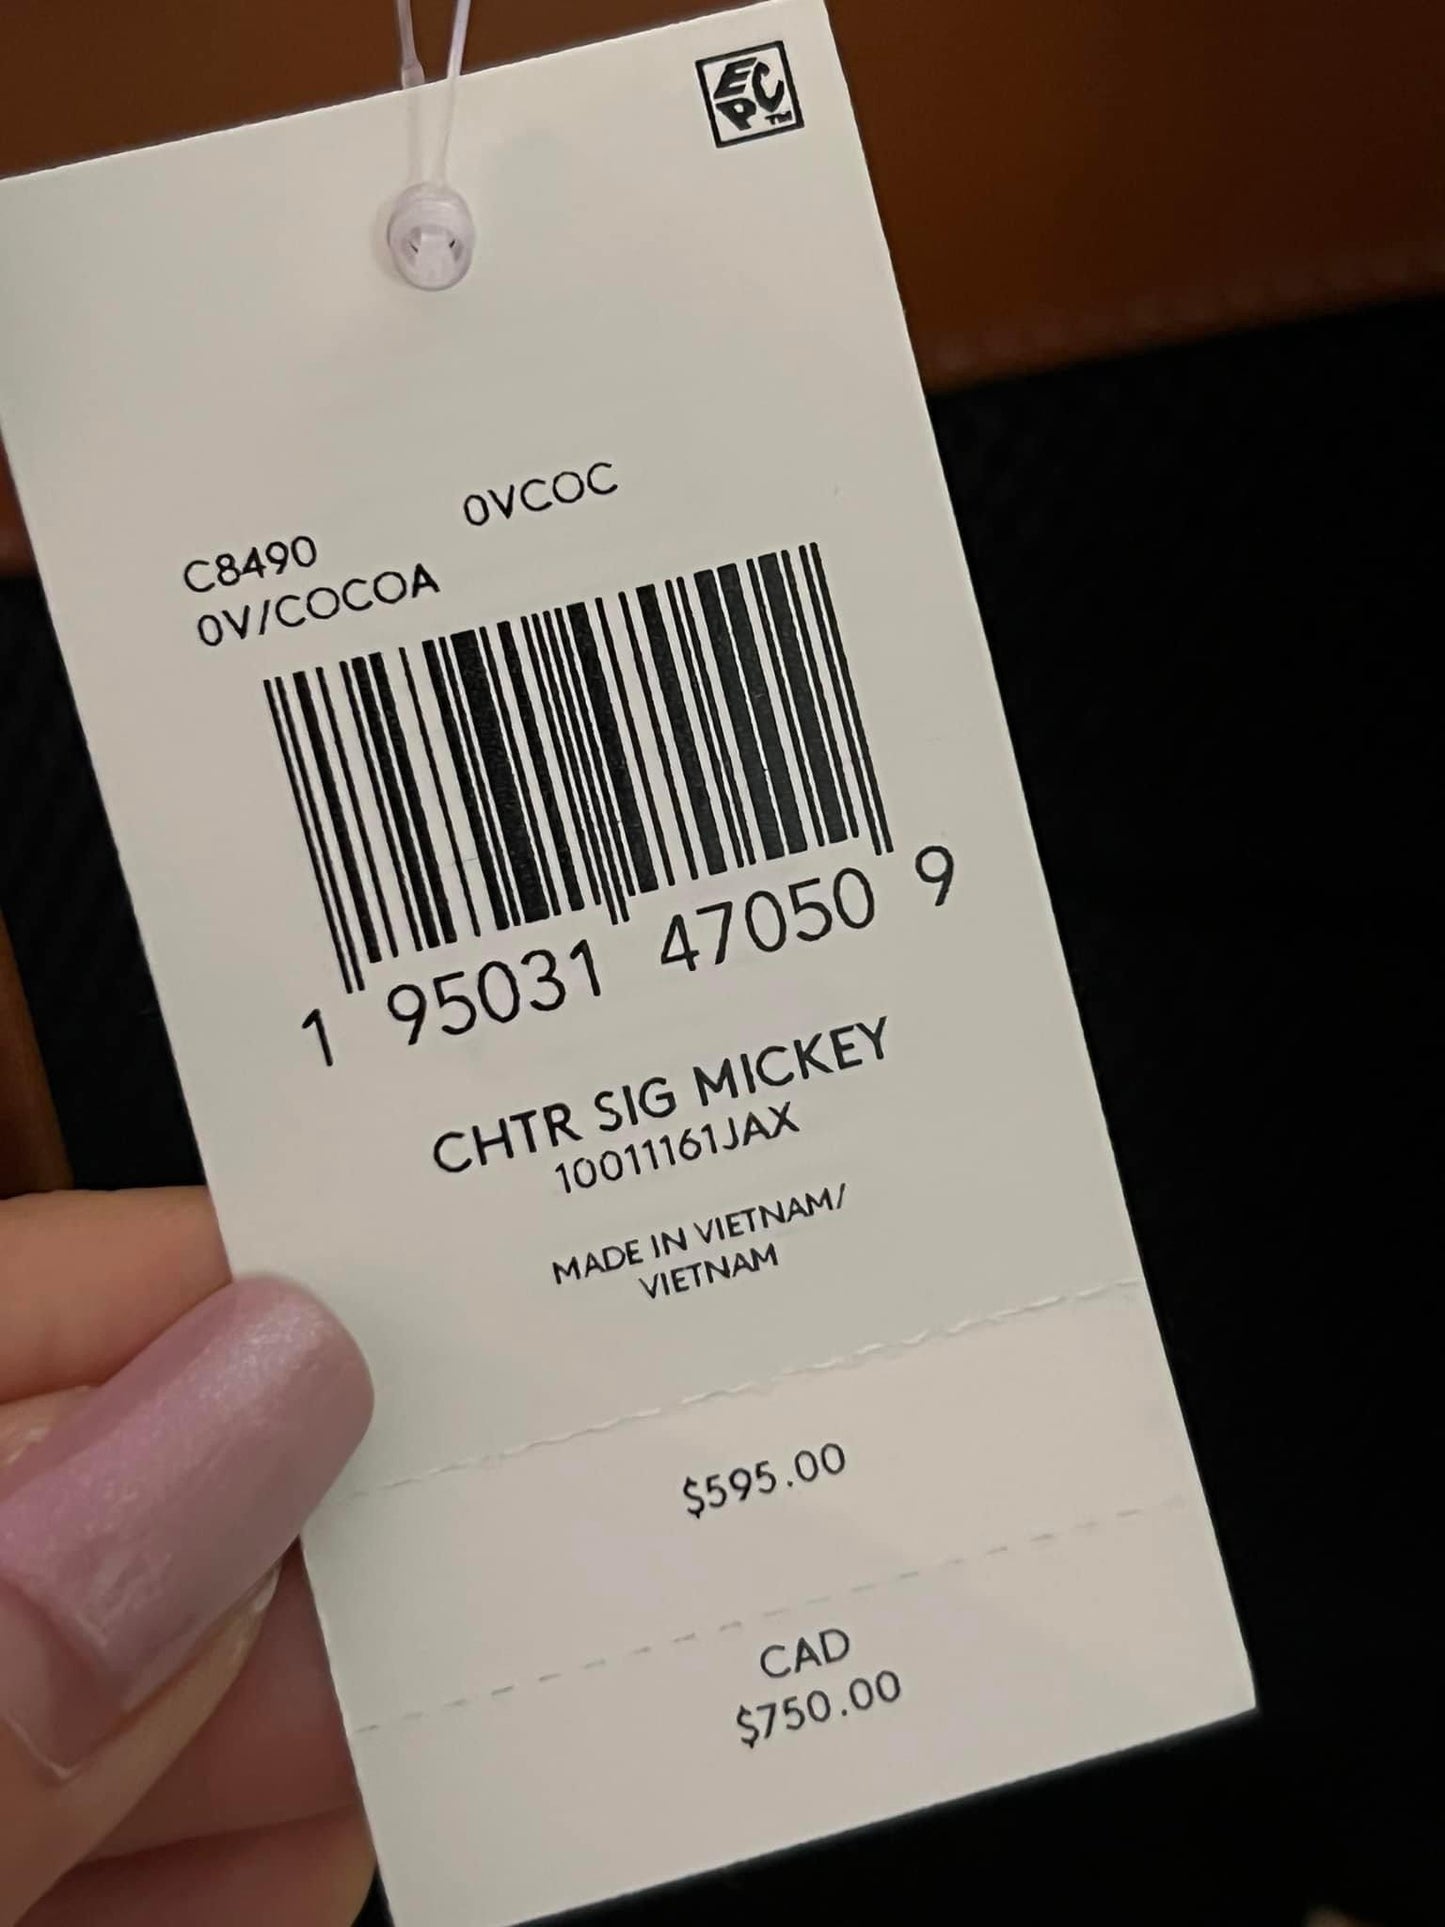 EPC™
0VCOC
C8490
0V/COCOA
1 95031 47050 9
CHTR SIG MICKEY
10011161JAX
MADE IN VIETNAM/
VIETNAM
$595.00
CAD
$750.00